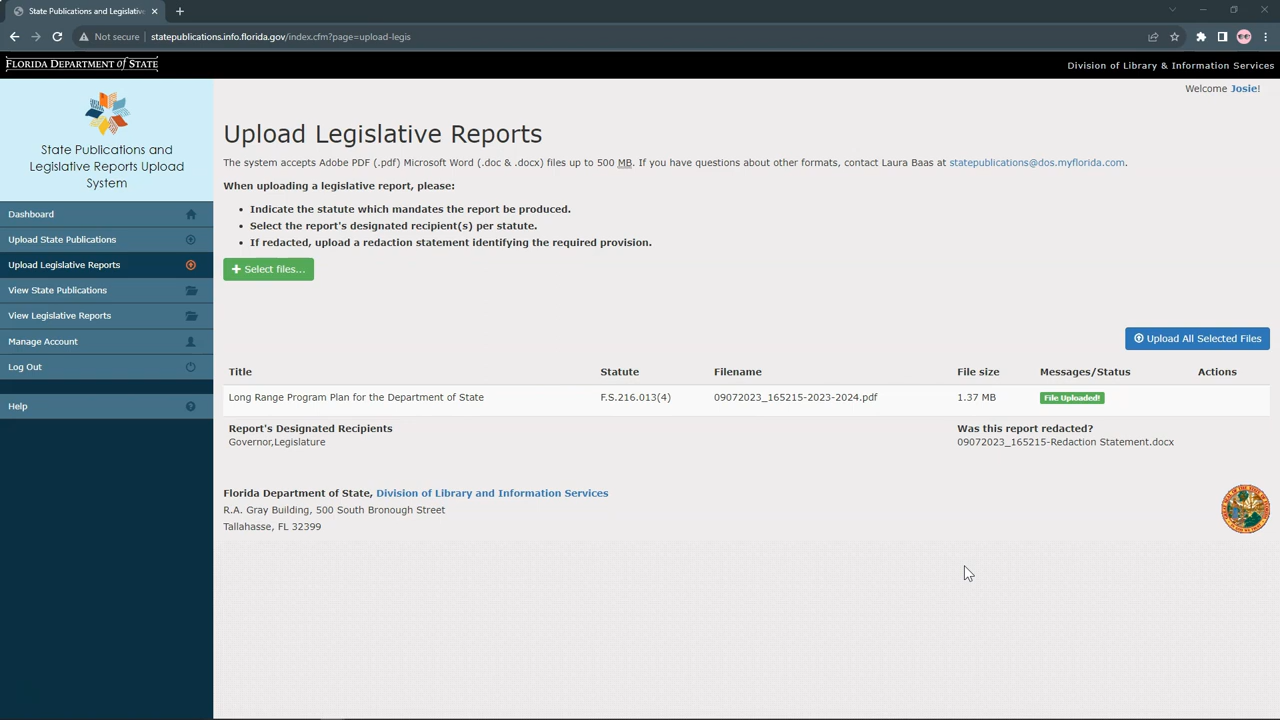 State Publications and Legislative
Not secure
statepublications.info.florida.gov/index.cfm?page=upload-legis
FLORIDA DEPARTMENT of STATE
Division of Library & Information Services
Welcome Josie!
State Publications and
Legislative Reports Upload
System
Dashboard
Upload State Publications
Upload Legislative Reports
View State Publications
View Legislative Reports
Manage Account
Log Out
Help
Upload Legislative Reports
The system accepts Adobe PDF (.pdf) Microsoft Word (.doc & .docx) files up to 500 MB. If you have questions about other formats, contact Laura Baas at statepublications@dos.myflorida.com.
When uploading a legislative report, please:
• Indicate the statute which mandates the report be produced.
• Select the report's designated recipient(s) per statute.
• If redacted, upload a redaction statement identifying the required provision.
Select files...
Upload All Selected Files
Title Statute Filename File size Messages/Status Actions
Long Range Program Plan for the Department of State F.S.216.013(4) 09072023_165215-2023-2024.pdf 1.37 MB File Uploaded!
Report's Designated Recipients Was this report redacted?
Governor,Legislature 09072023_165215-Redaction Statement.docx
Florida Department of State, Division of Library and Information Services
R.A. Gray Building, 500 South Bronough Street
Tallahasse, FL 32399